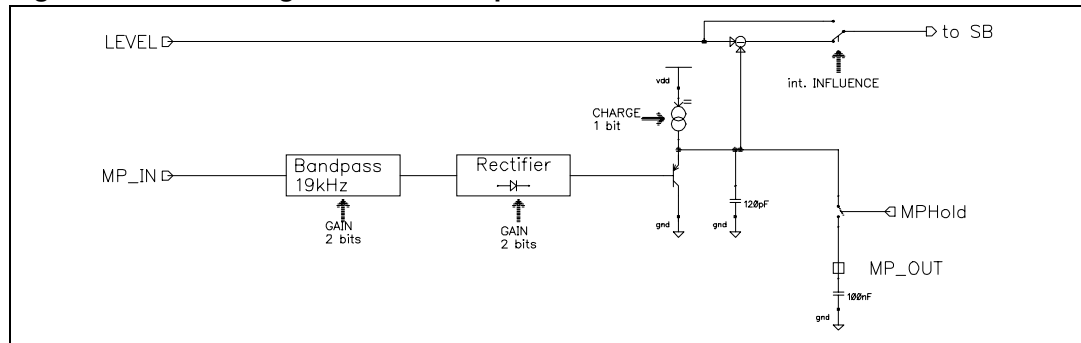 LEVEL
to SB
int. INFLUENCE
vdd
CHARGE
1 bit
MP_IN
Bandpass
19kHz
Rectifier
GAIN
2 bits
GAIN
2 bits
gnd
120pF
gnd
MPHold
MP_OUT
100nF
gnd